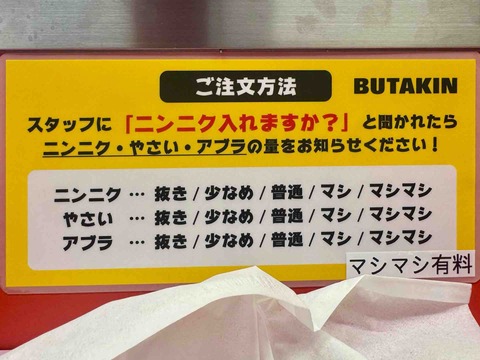 ご注文方法 BUTAKIN
スタッフに「ニンニク入れますか？」と聞かれたら
ニンニク・やさい・アブラの量をお知らせください！
ニンニク … 抜き / 少なめ / 普通 / マシ / マシマシ
やさい … 抜き / 少なめ / 普通 / マシ / マシマシ
アブラ … 抜き / 少なめ / 普通 / マシ / マシマシ
マシマシ有料